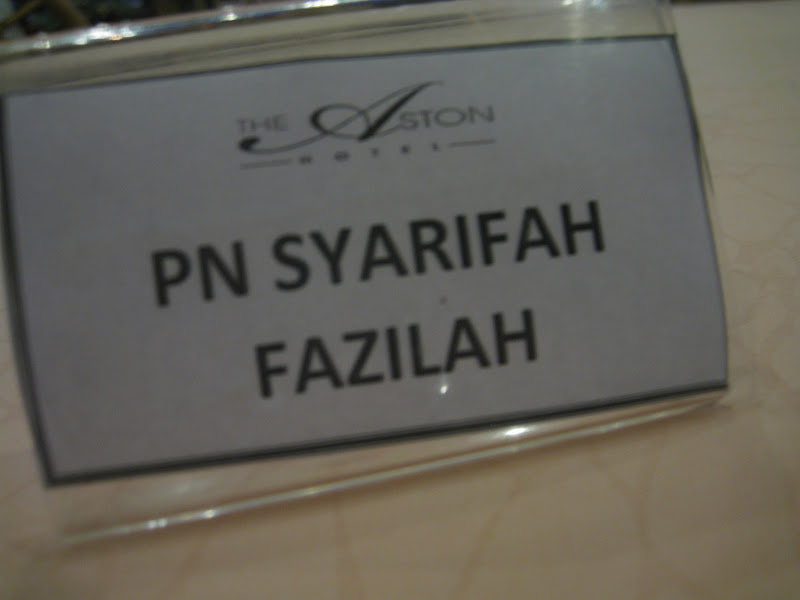 THE ASTON
HOTEL
PN SYARIFAH
FAZILAH